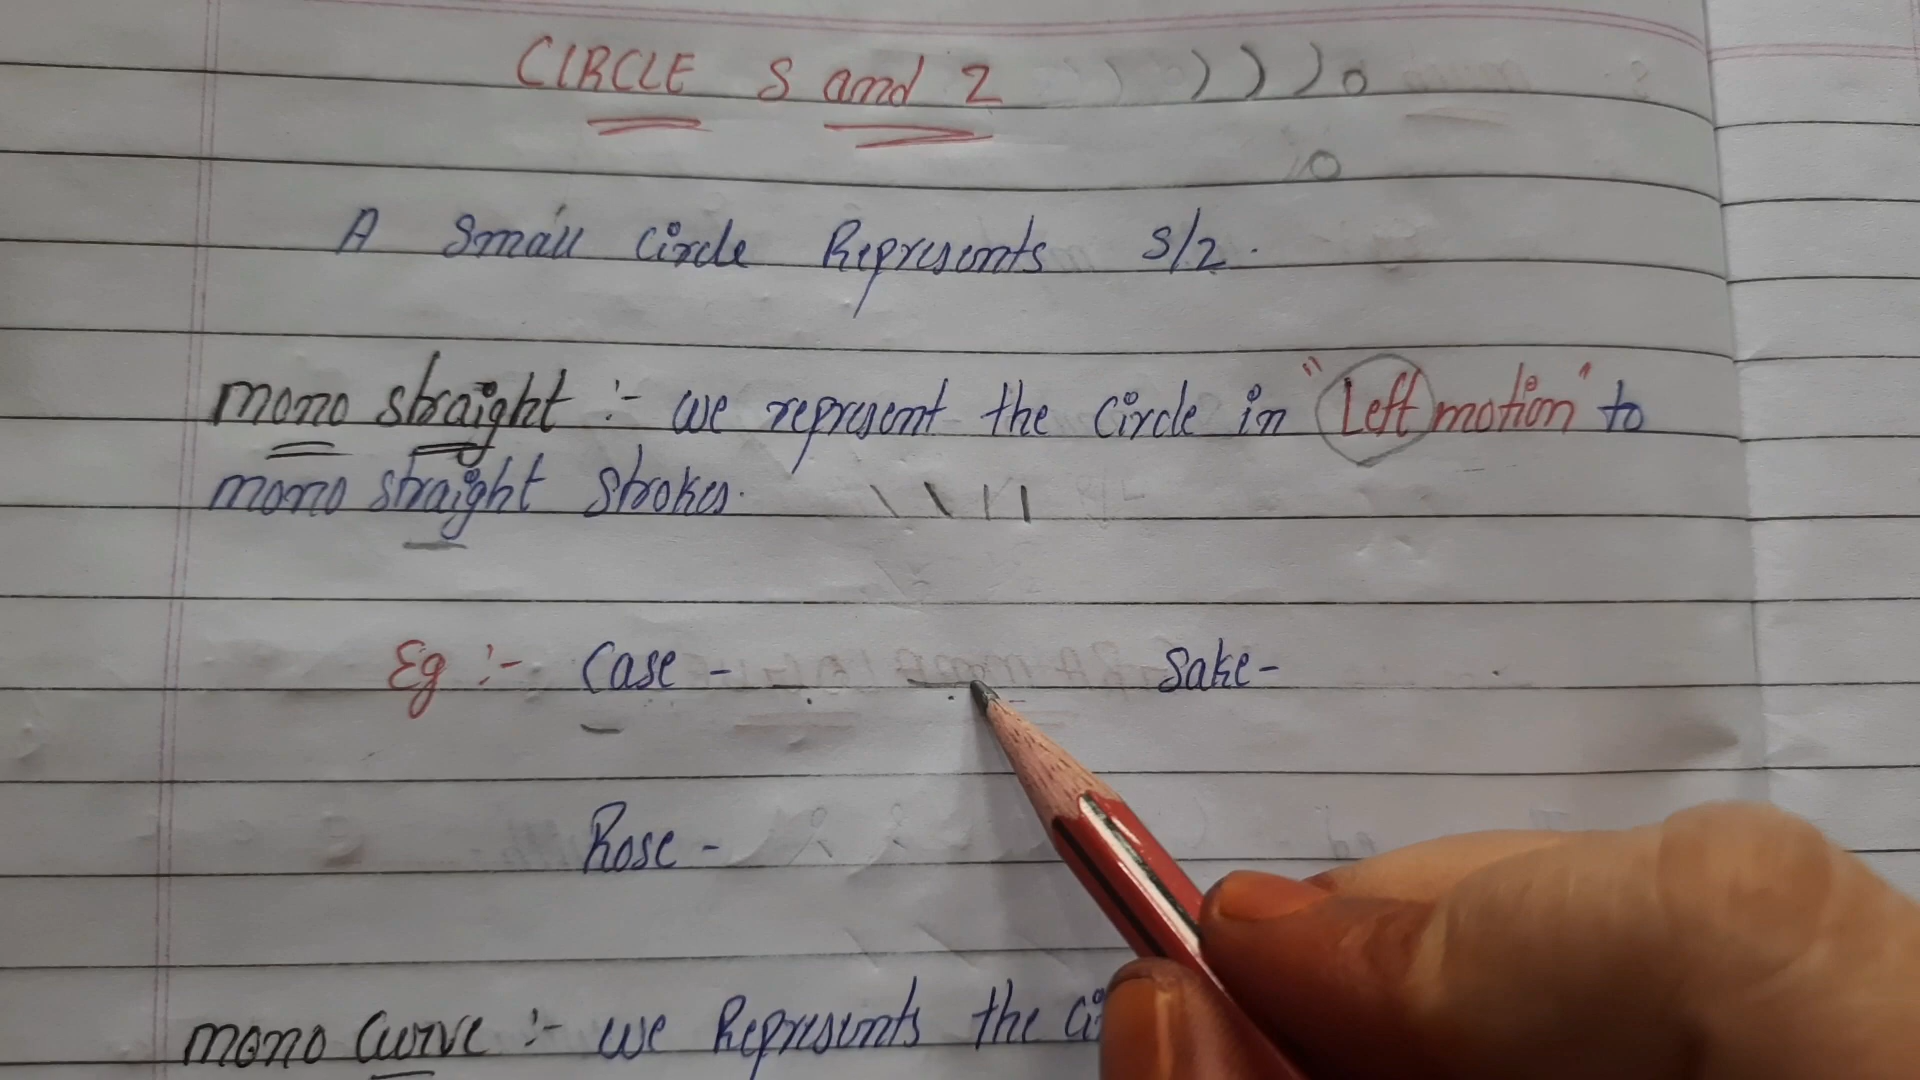 CIRCLE S and Z
A Small Circle Represents S/Z.
mono straight :- we represent the Circle in "Left motion" to
mono straight strokes.
Eg :- Case - Sake-
Rose -
mono Curve :- we Represents the